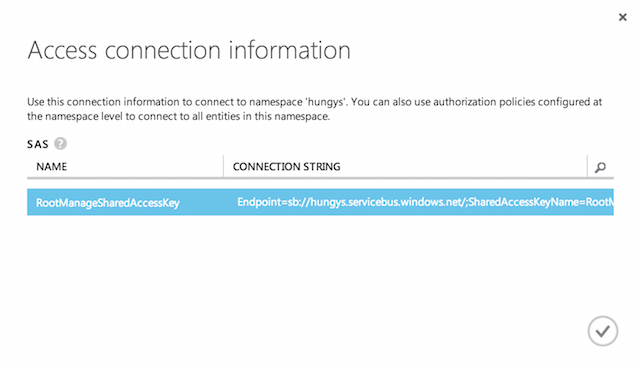 Access connection information
Use this connection information to connect to namespace 'hungys'. You can also use authorization policies configured at
the namespace level to connect to all entities in this namespace.
SAS ?
NAME CONNECTION STRING
RootManageSharedAccessKey Endpoint=sb://hungys.servicebus.windows.net/;SharedAccessKeyName=RootM